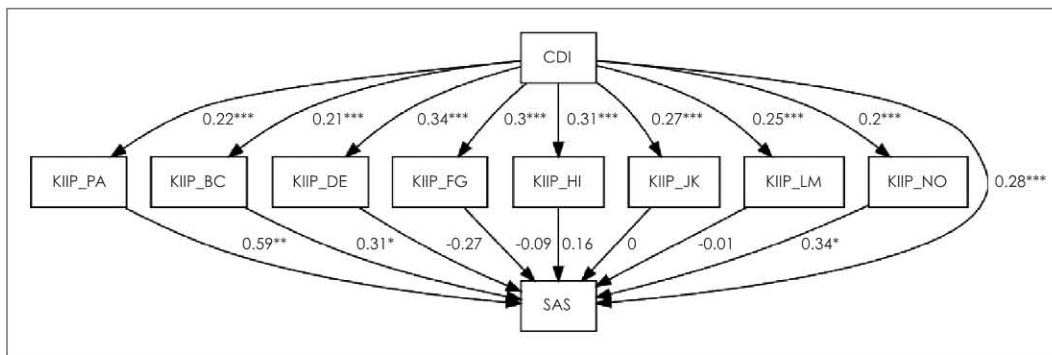 CDI
0.22*** 0.21*** 0.34*** 0.3*** 0.31*** 0.27*** 0.25*** 0.2***
KIIP_PA KIIP_BC KIIP_DE KIIP_FG KIIP_HI KIIP_JK KIIP_LM KIIP_NO 0.28***
0.59** 0.31* -0.27 -0.09 0.16 0 -0.01 0.34*
SAS